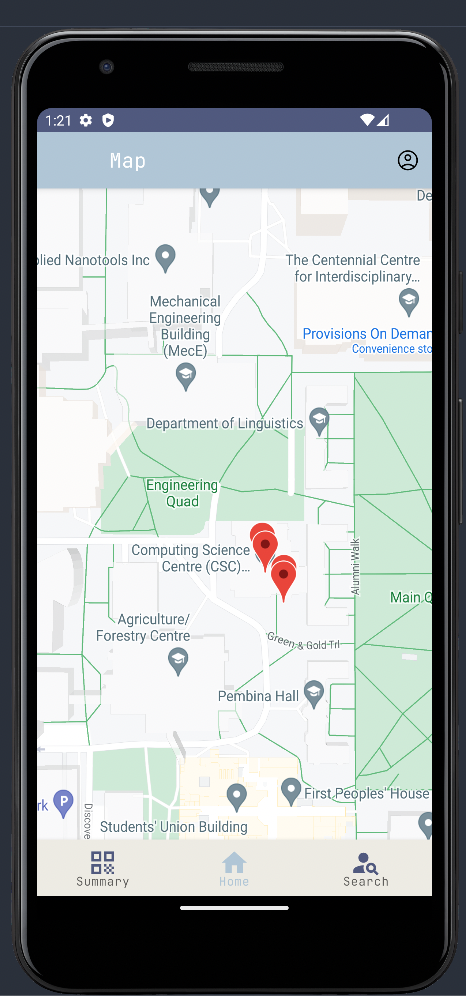 1:21
Map
De
plied Nanotools Inc
The Centennial Centre
for Interdisciplinary...
Mechanical
Engineering
Building
(MecE)
Provisions On Deman
Convenience sto
Department of Linguistics
Engineering
Quad
Computing Science
Centre (CSC)...
Alumni Walk
Main Q
Agriculture/
Forestry Centre
Green & Gold Trl
Pembina Hall
First Peoples' House
rk
P
Discove
Students' Union Building
Summary
Home
Search